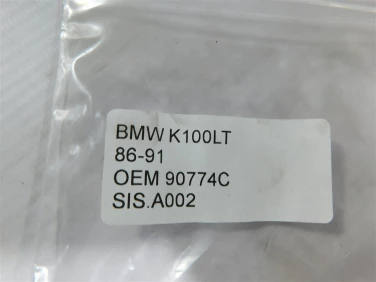 BMW K100LT
86-91
OEM 90774C
SIS.A002